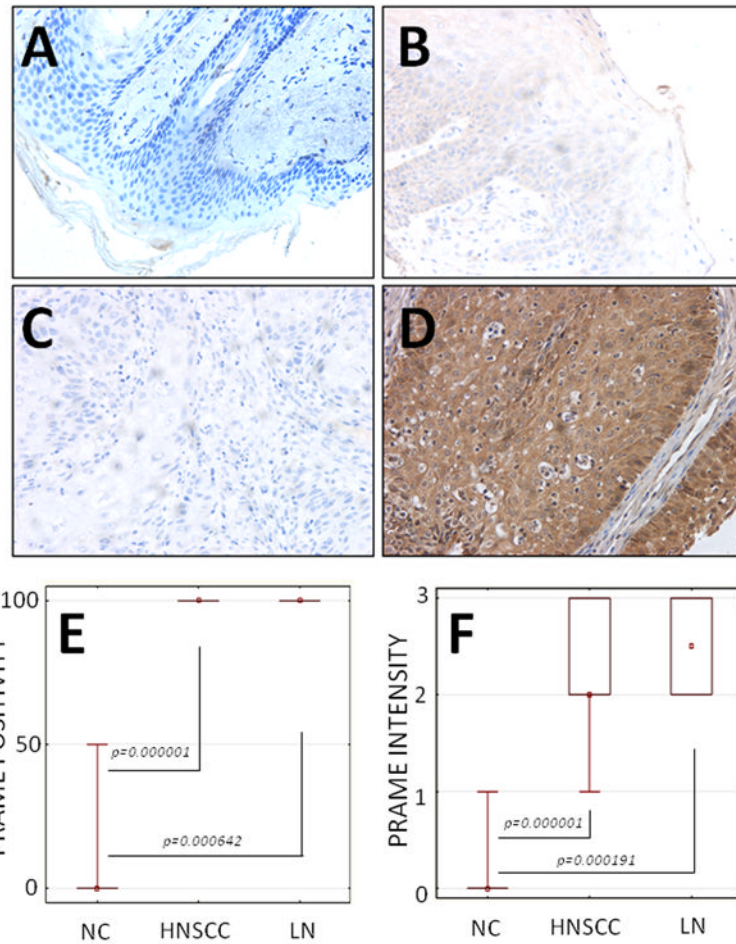 A
B
C
D
E
100
50
0
p=0.000001
p=0.000642
NC HNSCC LN
F
PRAME INTENSITY
3
2
1
0
p=0.000001
p=0.000191
NC HNSCC LN